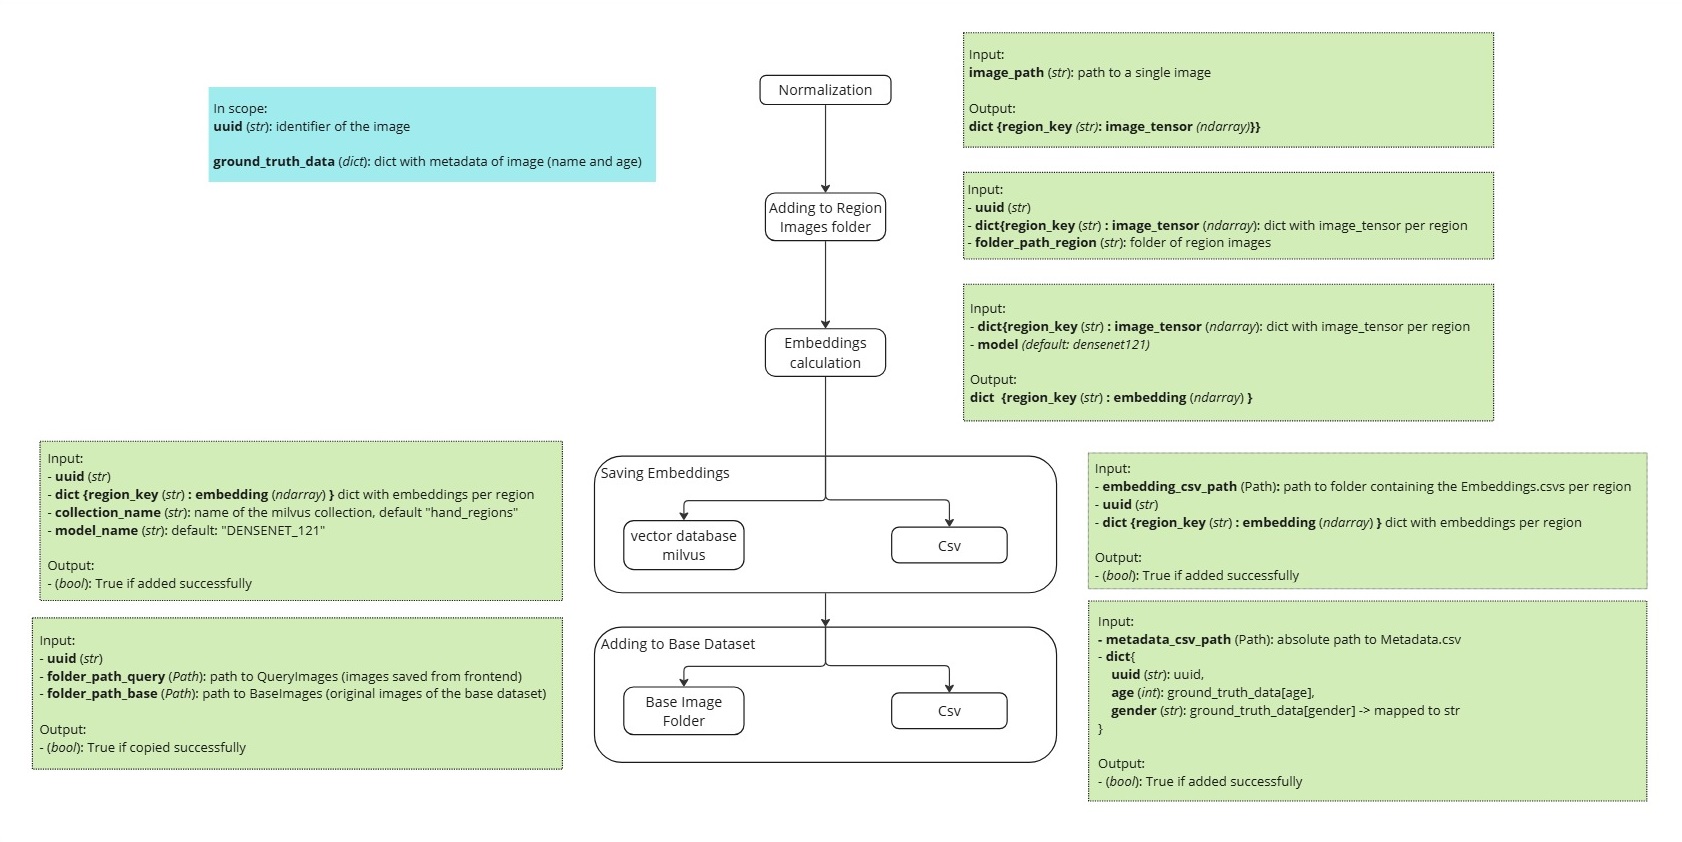 In scope:
uuid (str): identifier of the image
ground_truth_data (dict): dict with metadata of image (name and age)
Normalization
Input:
image_path (str): path to a single image
Output:
dict {region_key (str): image_tensor (ndarray)}}
Adding to Region
Images folder
Input:
- uuid (str)
- dict{region_key (str) : image_tensor (ndarray): dict with image_tensor per region
- folder_path_region (str): folder of region images
Embeddings
calculation
Input:
- dict{region_key (str) : image_tensor (ndarray): dict with image_tensor per region
- model (default: densenet121)
Output:
dict {region_key (str) : embedding (ndarray) }
Input:
- uuid (str)
- dict {region_key (str) : embedding (ndarray) } dict with embeddings per region
- collection_name (str): name of the milvus collection, default "hand_regions"
- model_name (str): default: "DENSENET_121"
Output:
- (bool): True if added successfully
Saving Embeddings
vector database
milvus
Csv
Input:
- embedding_csv_path (Path): path to folder containing the Embeddings.csvs per region
- uuid (str)
- dict {region_key (str) : embedding (ndarray) } dict with embeddings per region
Output:
- (bool): True if added successfully
Input:
- uuid (str)
- folder_path_query (Path): path to QueryImages (images saved from frontend)
- folder_path_base (Path): path to BaseImages (original images of the base dataset)
Output:
- (bool): True if copied successfully
Adding to Base Dataset
Base Image
Folder
Csv
Input:
- metadata_csv_path (Path): absolute path to Metadata.csv
- dict{
uuid (str): uuid,
age (int): ground_truth_data[age],
gender (str): ground_truth_data[gender] -> mapped to str
}
Output:
- (bool): True if added successfully